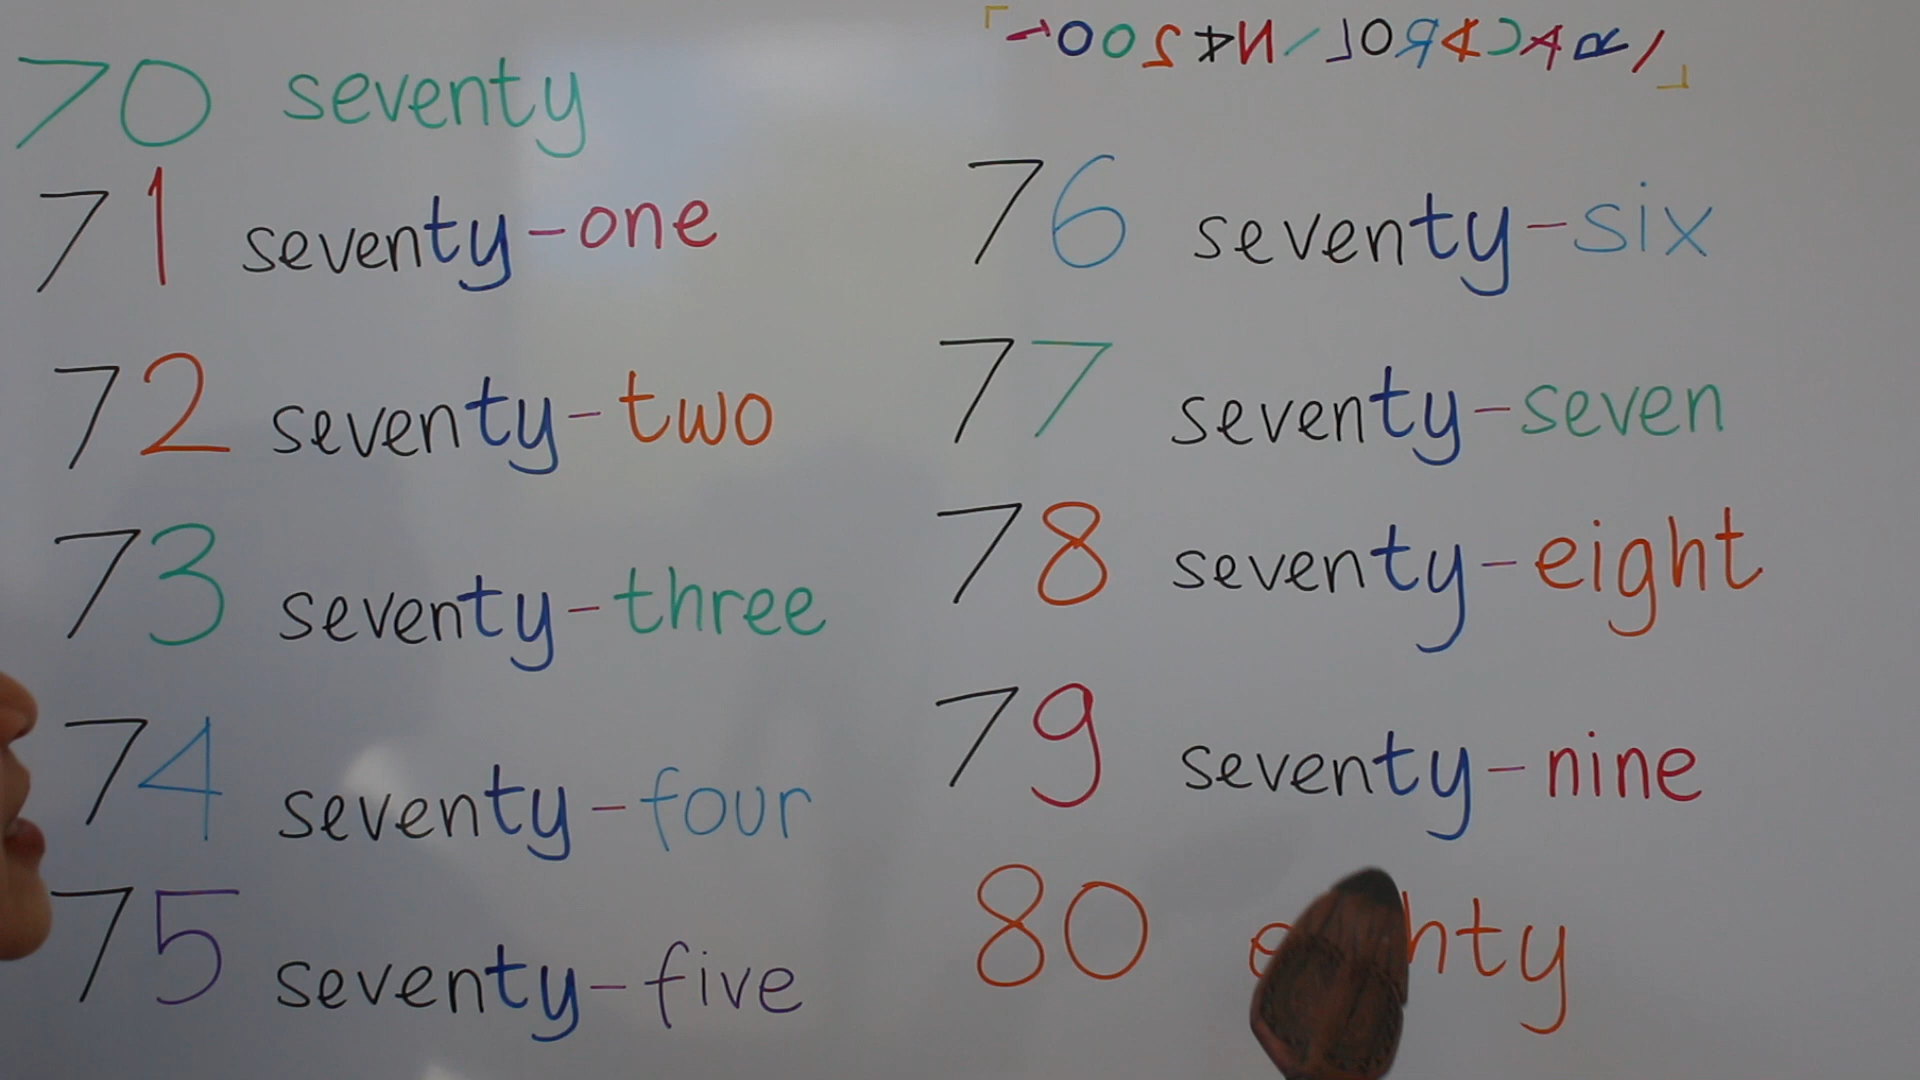 70 seventy
71 seventy-one
72 seventy-two
73 seventy-three
74 seventy-four
75 seventy-five
76 seventy-six
77 seventy-seven
78 seventy-eight
79 seventy-nine
80